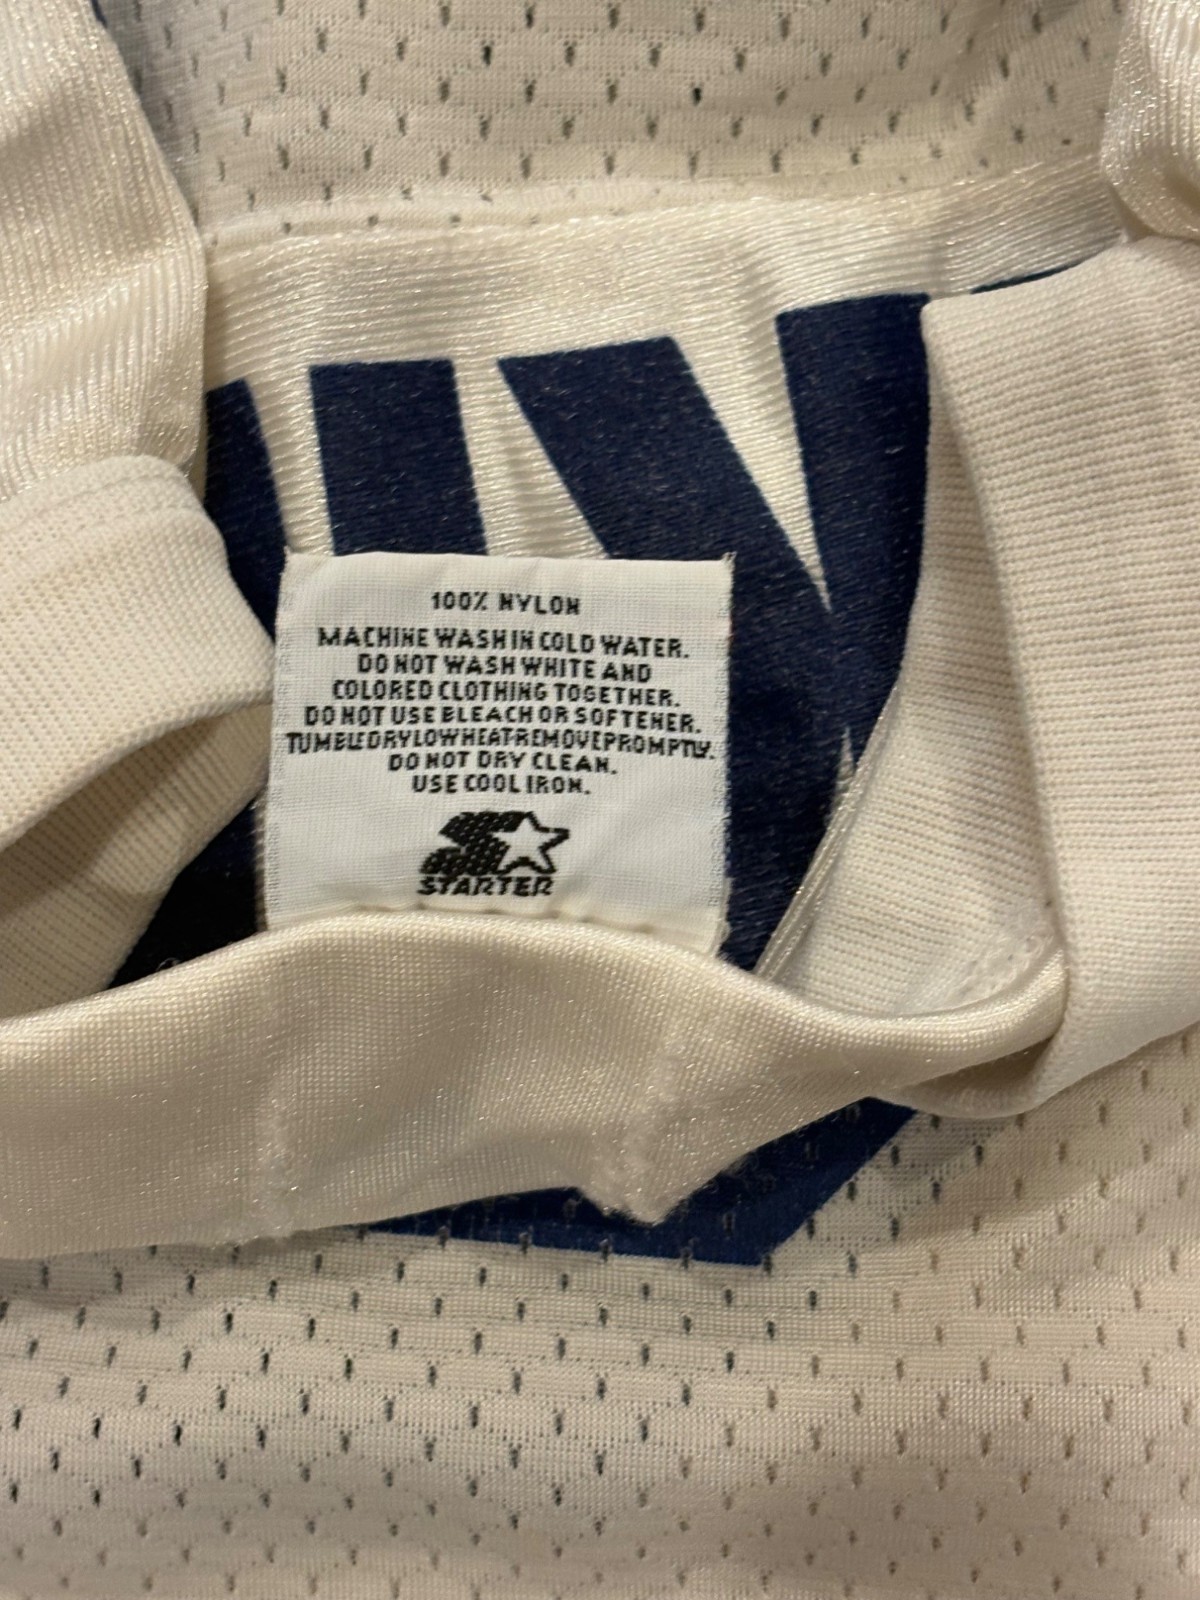 100% NYLON
MACHINE WASH IN COLD WATER.
DO NOT WASH WHITE AND
COLORED CLOTHING TOGETHER.
DO NOT USE BLEACH OR SOFTENER.
TUMBLE DRY LOW HEAT-REMOVE PROMPTLY.
DO NOT DRY CLEAN.
USE COOL IRON.
STARTER